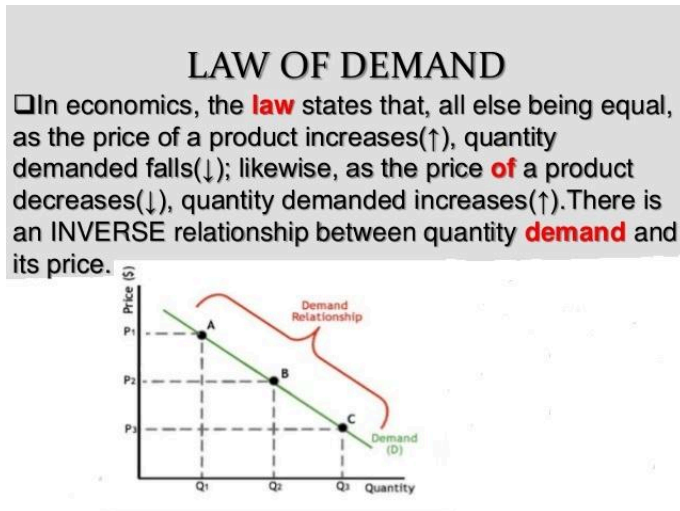 LAW OF DEMAND
❑In economics, the law states that, all else being equal,
as the price of a product increases(↑), quantity
demanded falls(↓); likewise, as the price of a product
decreases(↓), quantity demanded increases(↑).There is
an INVERSE relationship between quantity demand and
its price.
Price ($)
Demand
Relationship
P1
A
P2
B
P3
C
Demand
(D)
Q1
Q2
Q3
Quantity